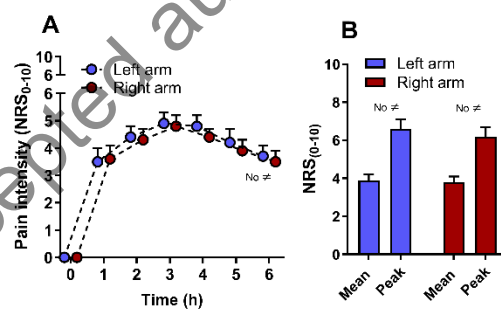 A
Pain intensity (NRS0-10)
10
6
6
5
4
3
2
1
0
Left arm
Right arm
No ≠
0 1 2 3 4 5 6
Time (h)
B
NRS(0-10)
10
8
6
4
2
0
Left arm
Right arm
No ≠ No ≠
Mean Peak Mean Peak